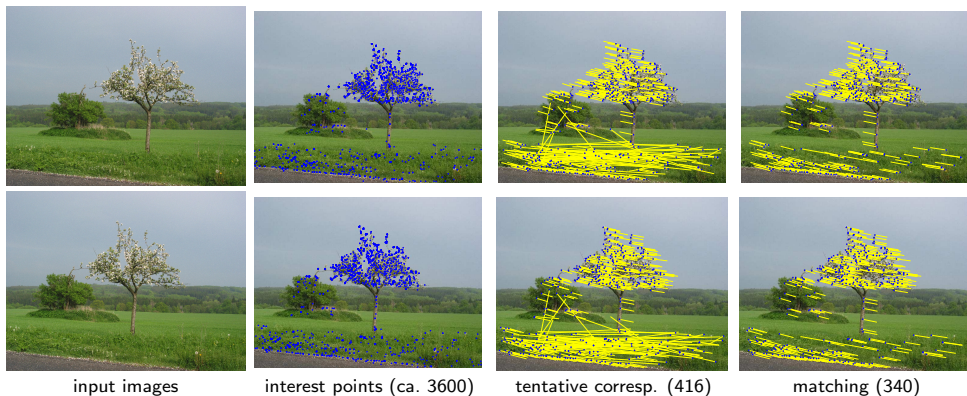 input images
interest points (ca. 3600)
tentative corresp. (416)
matching (340)